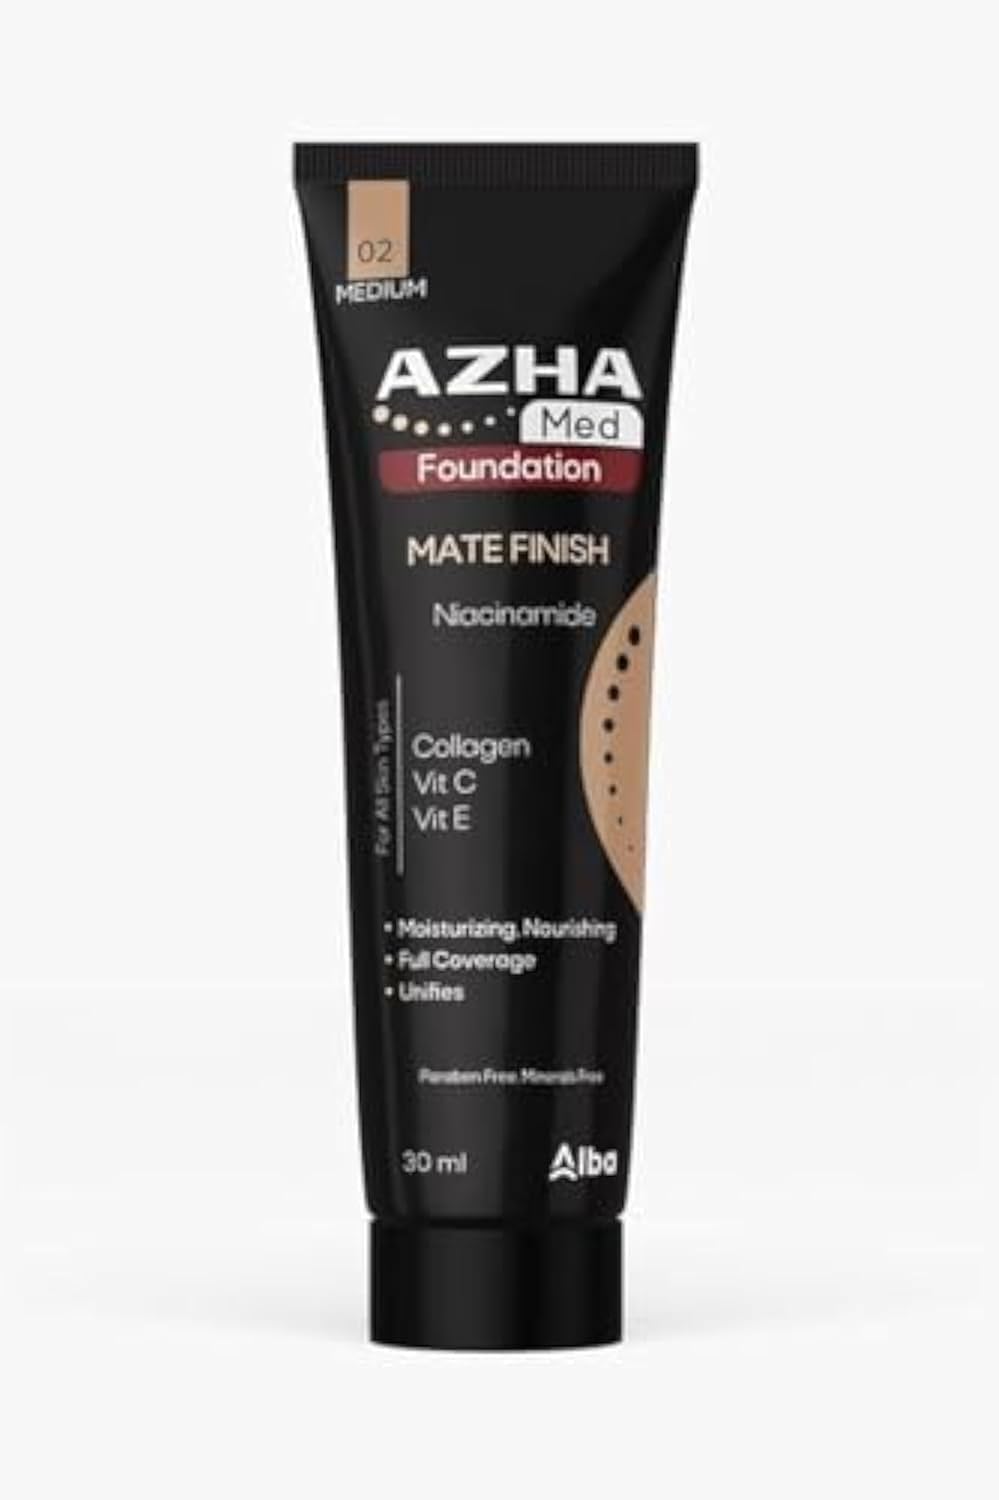 02
MEDIUM
AZHA
Med
Foundation
MATE FINISH
Niacinamide
For All Skin Types
Collagen
Vit C
Vit E
• Moisturizing, Nourishing
• Full Coverage
• Unifies
Paraben Free, Minerals Free
30 ml
Alba